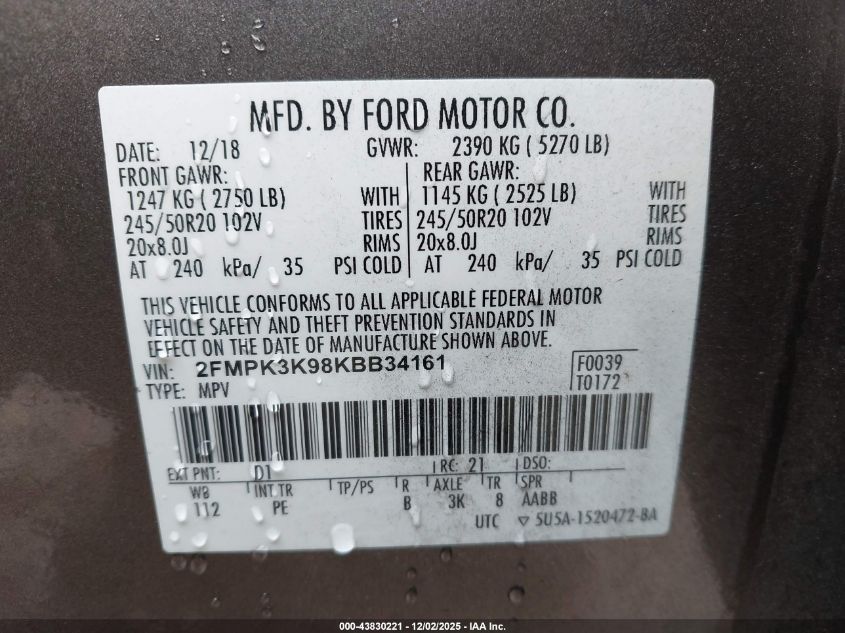 MFD. BY FORD MOTOR CO.
DATE: 12/18 GVWR: 2390 KG ( 5270 LB)
FRONT GAWR: REAR GAWR:
1247 KG ( 2750 LB) WITH 1145 KG ( 2525 LB) WITH
245/50R20 102V TIRES 245/50R20 102V TIRES
20x8.0J RIMS 20x8.0J RIMS
AT 240 kPa/ 35 PSI COLD AT 240 kPa/ 35 PSI COLD
THIS VEHICLE CONFORMS TO ALL APPLICABLE FEDERAL MOTOR
VEHICLE SAFETY AND THEFT PREVENTION STANDARDS IN
EFFECT ON THE DATE OF MANUFACTURE SHOWN ABOVE.
VIN: 2FMPK3K98KBB34161 F0039
TYPE: MPV T0172
EXT PNT: D1 RC: 21 DSO:
WB INT TR TP/PS R AXLE TR SPR
112 PE B 3K 8 AABB
UTC ▽ 5U5A-1520472-BA
000-43830221 - 12/02/2025 - IAA Inc.